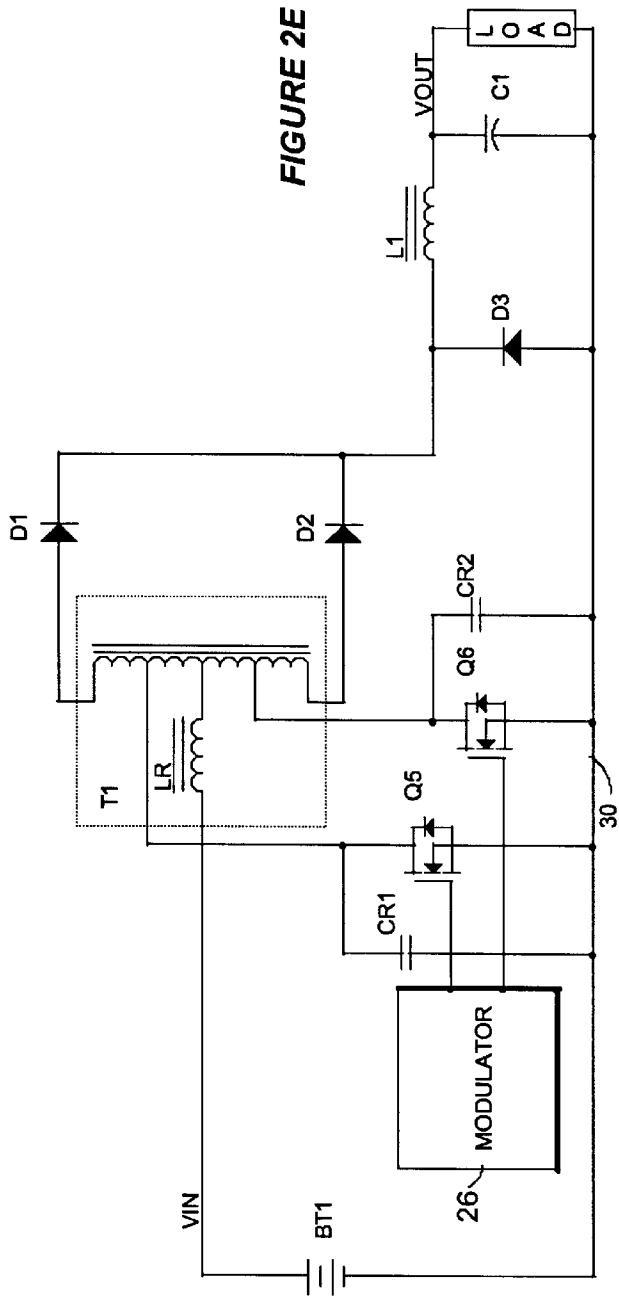 FIGURE 2E
D1
D2
T1
LR
VIN
BT1
MODULATOR
26
CR1
Q5
Q6
CR2
30
D3
L1
VOUT
C1
LOAD